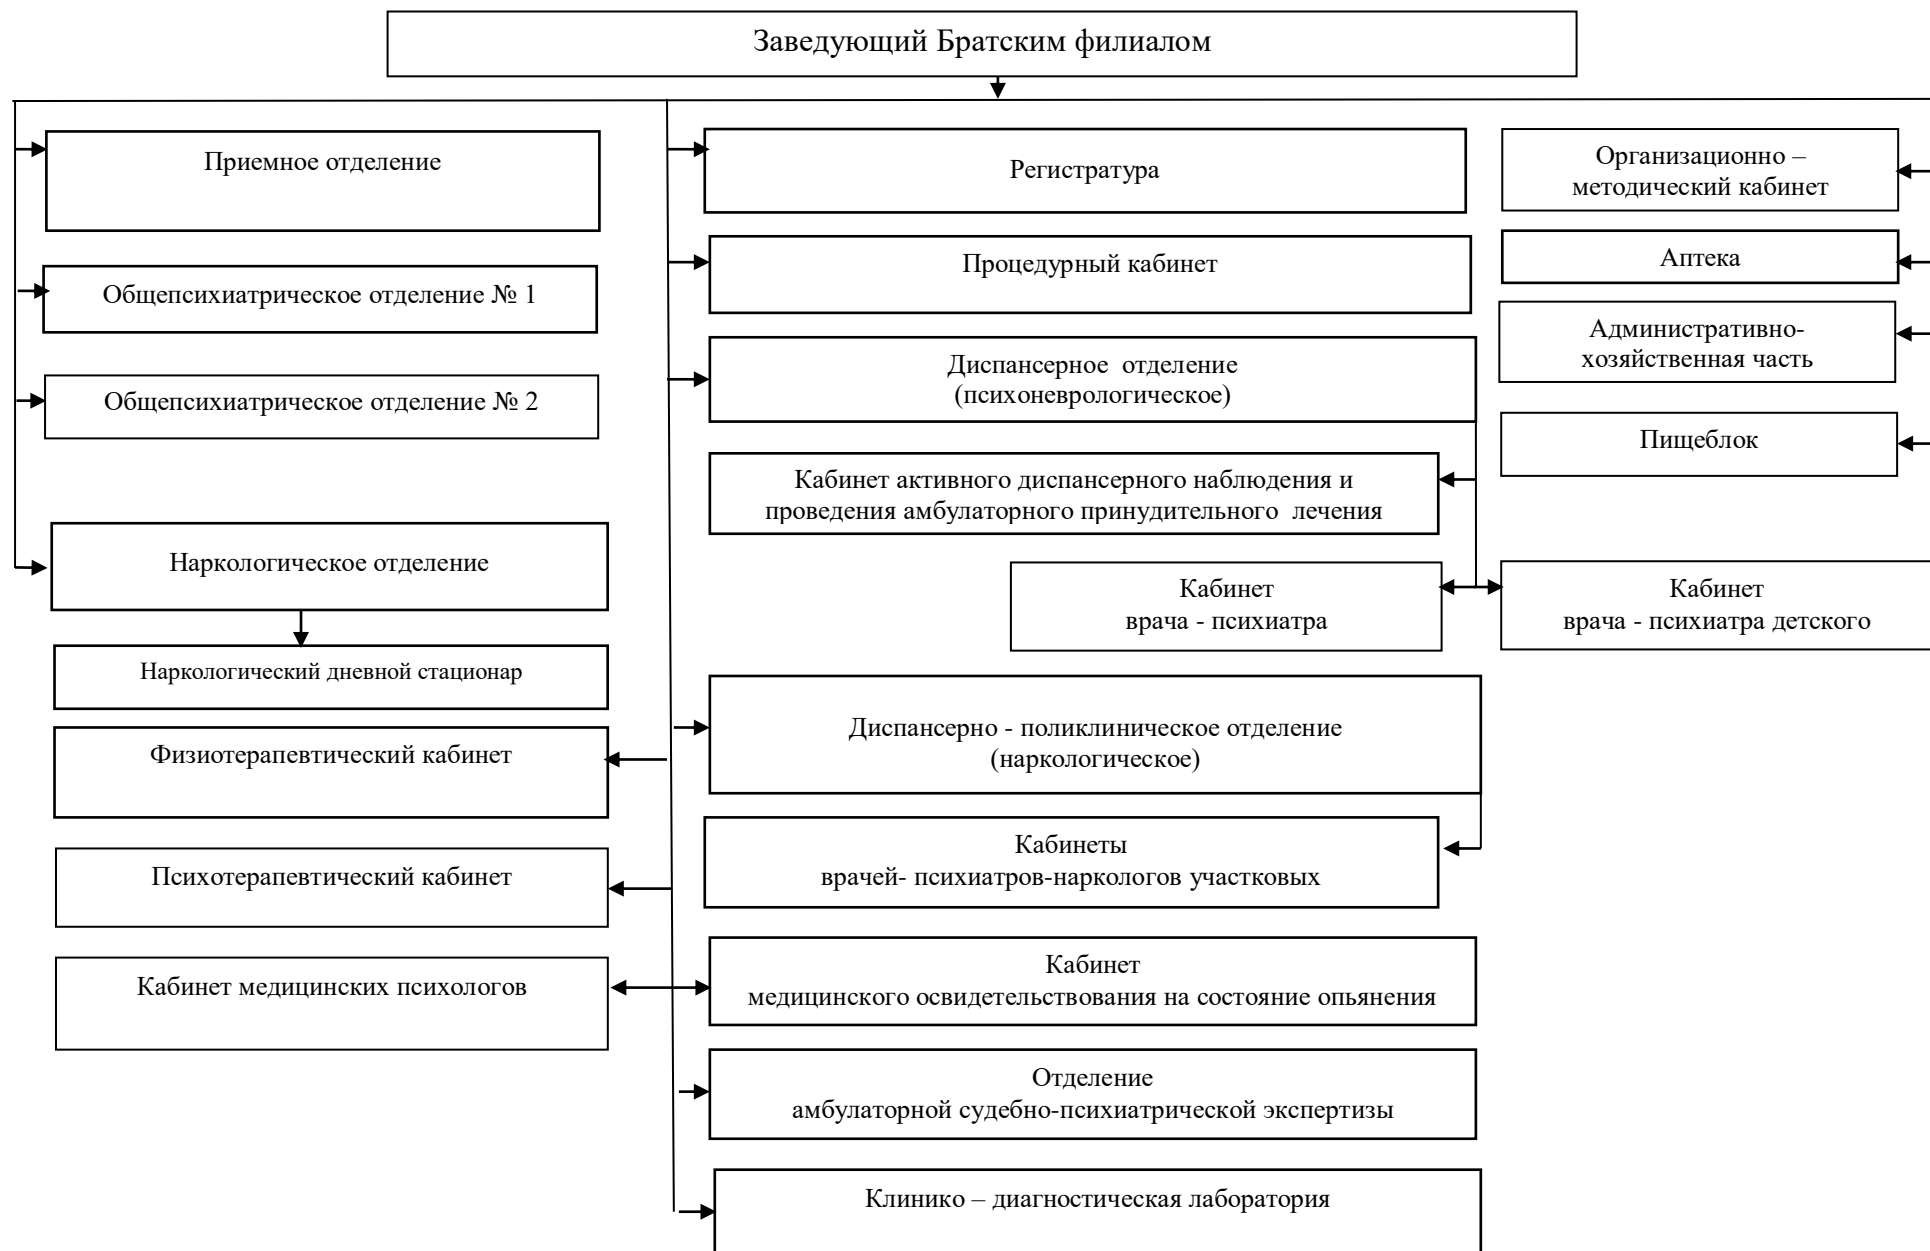 Заведующий Братским филиалом
Приемное отделение
Общепсихиатрическое отделение № 1
Общепсихиатрическое отделение № 2
Наркологическое отделение
Наркологический дневной стационар
Физиотерапевтический кабинет
Психотерапевтический кабинет
Кабинет медицинских психологов
Регистратура
Процедурный кабинет
Диспансерное отделение
(психоневрологическое)
Кабинет активного диспансерного наблюдения и
проведения амбулаторного принудительного лечения
Кабинет
врача - психиатра
Кабинет
врача - психиатра детского
Диспансерно - поликлиническое отделение
(наркологическое)
Кабинеты
врачей- психиатров-наркологов участковых
Кабинет
медицинского освидетельствования на состояние опьянения
Отделение
амбулаторной судебно-психиатрической экспертизы
Клинико – диагностическая лаборатория
Организационно –
методический кабинет
Аптека
Административно-
хозяйственная часть
Пищеблок